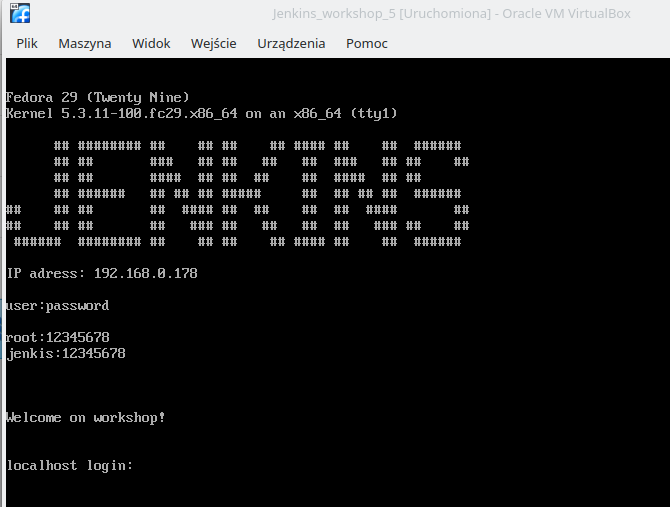 Jenkins_workshop_5 [Uruchomiona] - Oracle VM VirtualBox
Plik Maszyna Widok Wejście Urządzenia Pomoc
Fedora 29 (Twenty Nine)
Kernel 5.3.11-100.fc29.x86_64 on an x86_64 (tty1)
JENKINS
IP adress: 192.168.0.178
user:password
root:12345678
jenkis:12345678
Welcome on workshop!
localhost login: